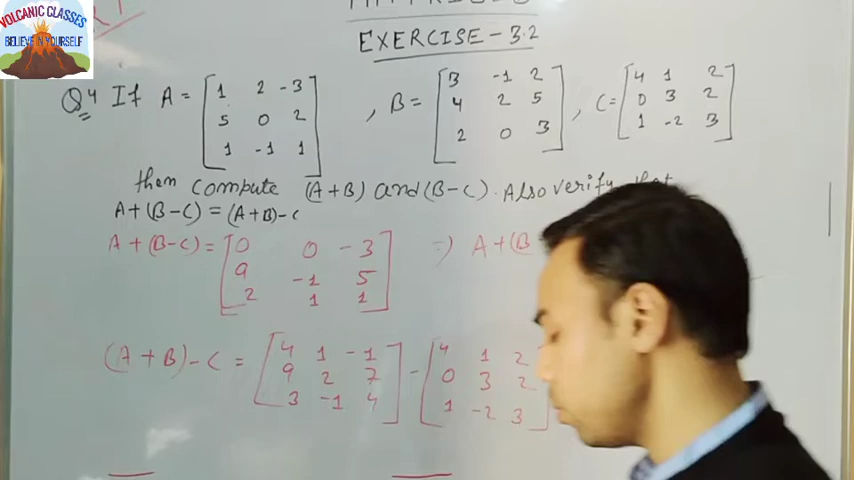 VOLCANIC CLASSES
BELIEVE IN YOURSELF
EXERCISE - 3.2
Q4 If A = [1 2 -3 , B = [3 -1 2 , C = [4 1 2
5 0 2 4 2 5 0 3 2
1 -1 1] 2 0 3] 1 -2 3]
then compute (A+B) and (B-C). Also verify that
A+(B-C) = (A+B)-C
A+(B-C) = [0 0 -3 => A+(B
9 -1 5
2 1 1]
(A+B)-C = [4 1 -1 - [4 1 2
9 2 7 0 3 2
3 -1 4] 1 -2 3]